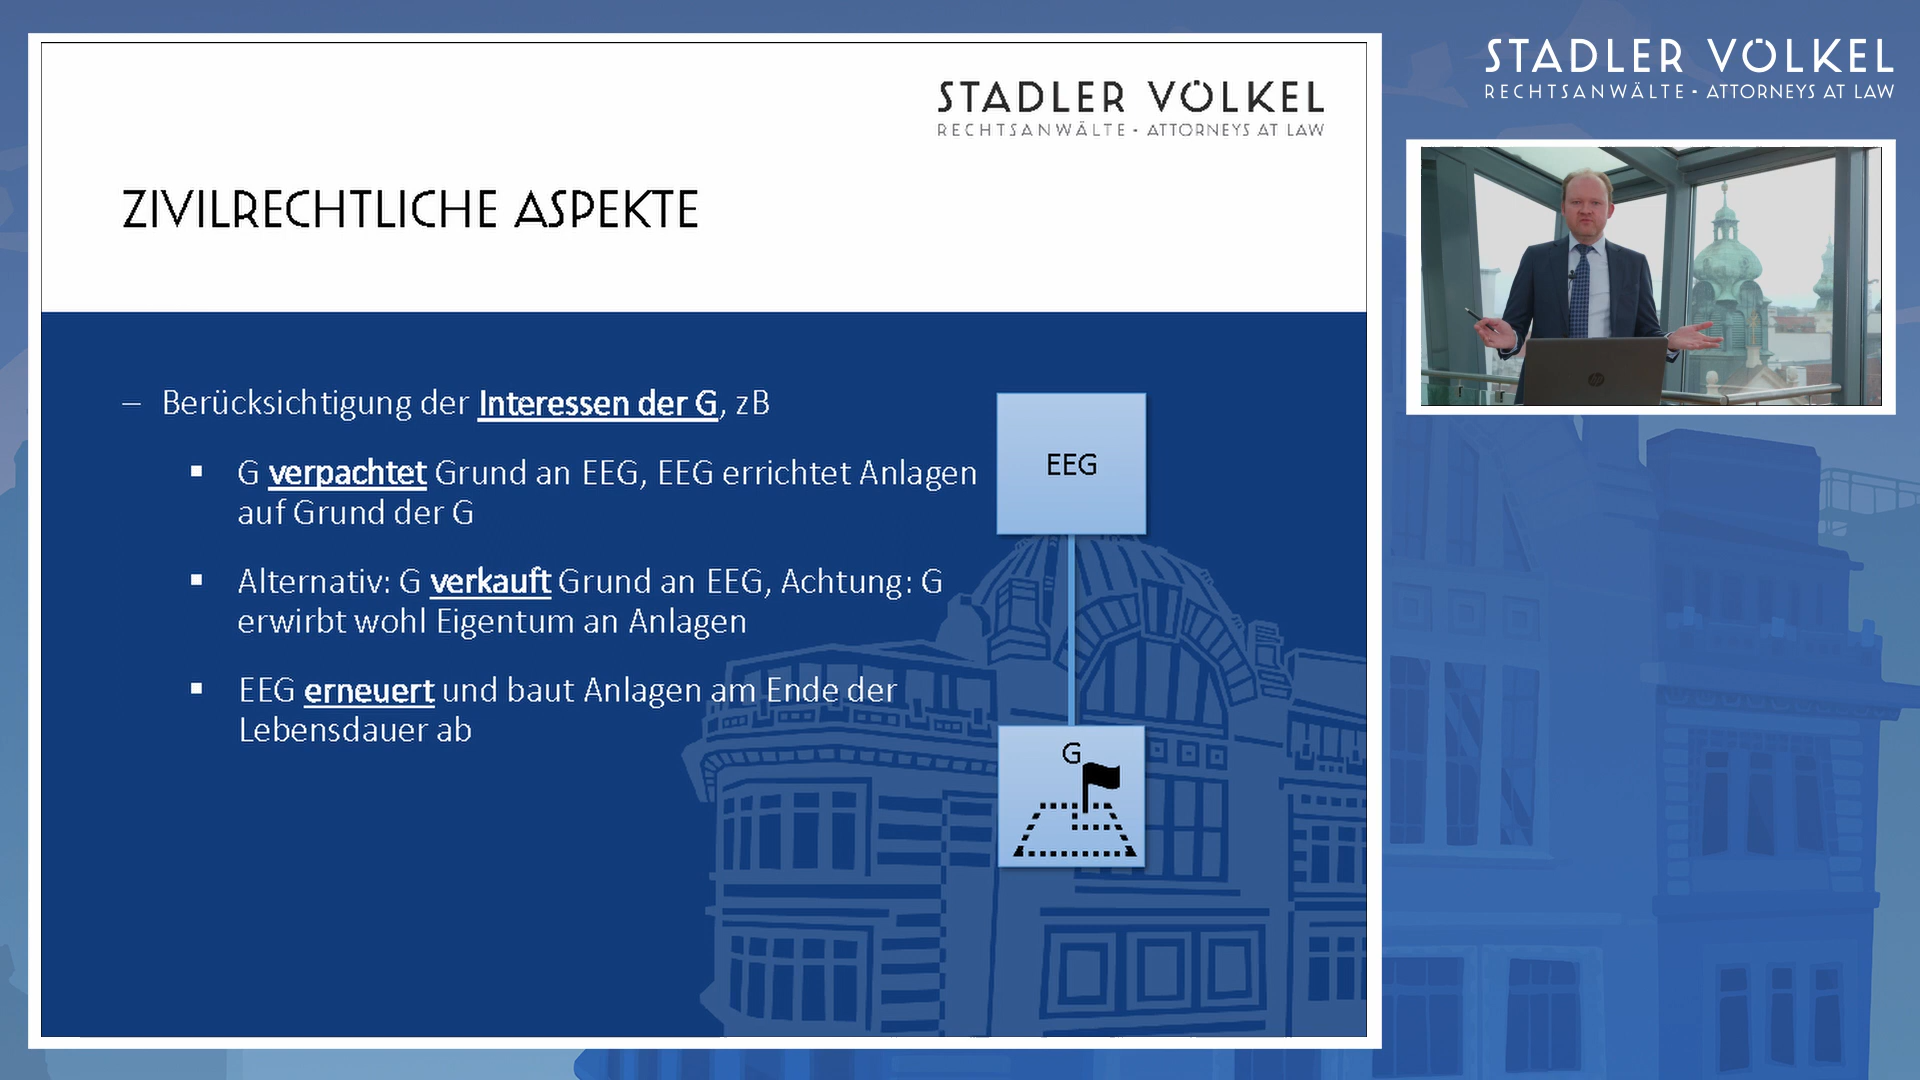 STADLER VÖLKEL
RECHTSANWÄLTE • ATTORNEYS AT LAW
STADLER VÖLKEL
RECHTSANWÄLTE • ATTORNEYS AT LAW
ZIVILRECHTLICHE ASPEKTE
– Berücksichtigung der Interessen der G, zB
▪ G verpachtet Grund an EEG, EEG errichtet Anlagen
auf Grund der G
▪ Alternativ: G verkauft Grund an EEG, Achtung: G
erwirbt wohl Eigentum an Anlagen
▪ EEG erneuert und baut Anlagen am Ende der
Lebensdauer ab
EEG
G
hp